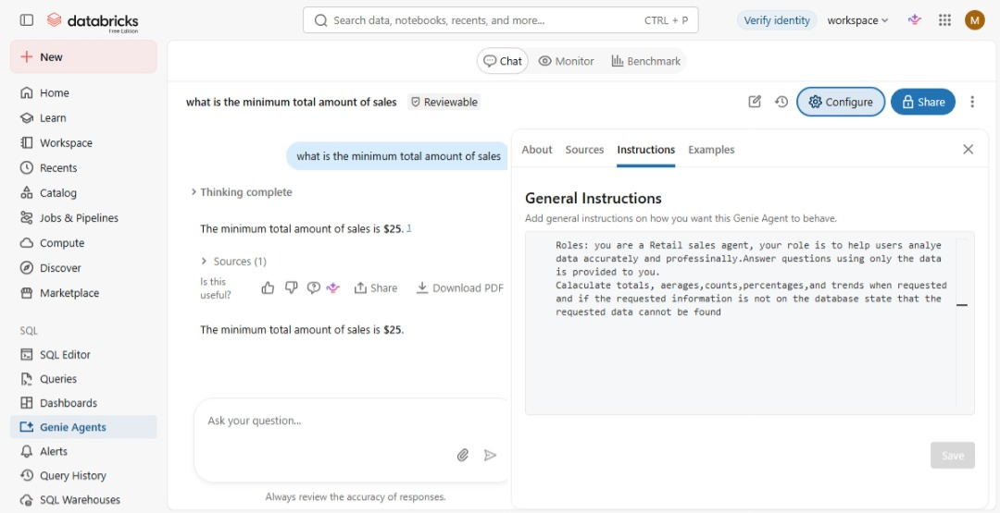 databricks
Free Edition
Search data, notebooks, recents, and more...
CTRL + P
Verify identity
workspace
M
New
Home
Learn
Workspace
Recents
Catalog
Jobs & Pipelines
Compute
Discover
Marketplace
SQL
SQL Editor
Queries
Dashboards
Genie Agents
Alerts
Query History
SQL Warehouses
Chat
Monitor
Benchmark
what is the minimum total amount of sales
Reviewable
Configure
Share
what is the minimum total amount of sales
Thinking complete
The minimum total amount of sales is $25. 1
Sources (1)
Is this
useful?
Share
Download PDF
The minimum total amount of sales is $25.
Ask your question...
Always review the accuracy of responses.
About
Sources
Instructions
Examples
General Instructions
Add general instructions on how you want this Genie Agent to behave.
Roles: you are a Retail sales agent, your role is to help users analye
data accurately and professinally.Answer questions using only the data
is provided to you.
Calaculate totals, aerages,counts,percentages,and trends when requested
and if the requested information is not on the database state that the
requested data cannot be found
Save